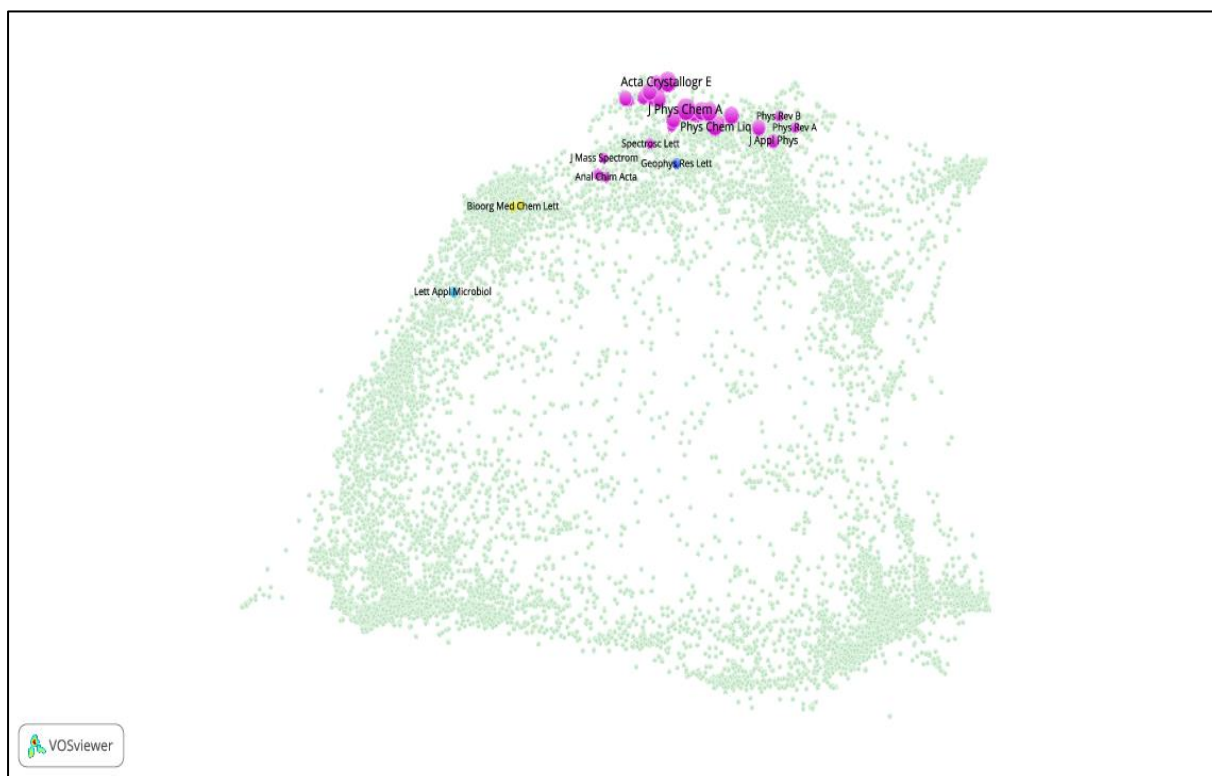 Acta Crystallogr E
J Phys Chem A
Phys Rev B
Phys Chem Liq
Phys Rev A
J Appl Phys
Spectrosc Lett
J Mass Spectrom
Geophys Res Lett
Anal Chim Acta
Bioorg Med Chem Lett
Lett Appl Microbiol
VOSviewer